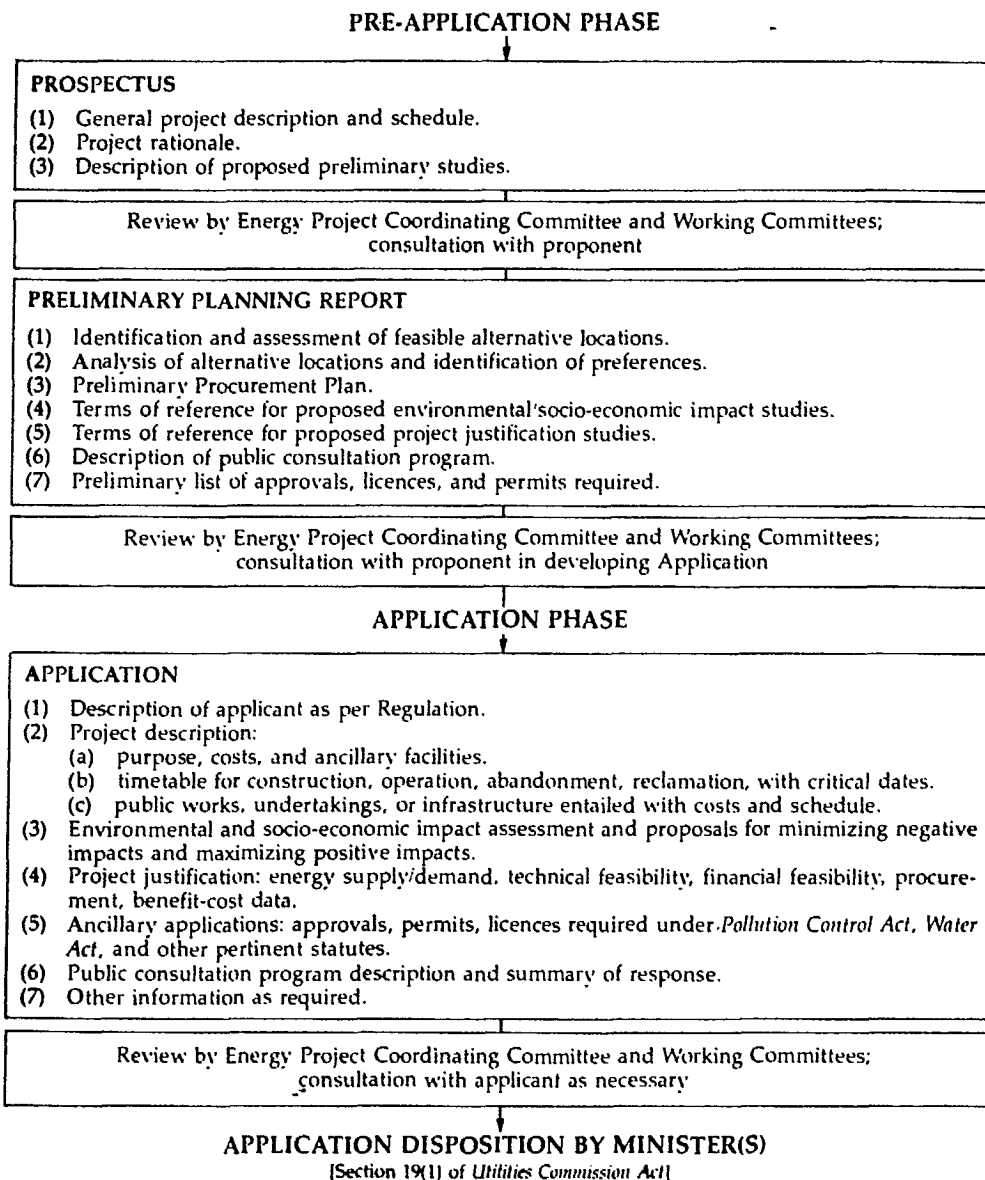 PRE-APPLICATION PHASE
PROSPECTUS
(1) General project description and schedule.
(2) Project rationale.
(3) Description of proposed preliminary studies.
Review by Energy Project Coordinating Committee and Working Committees;
consultation with proponent
PRELIMINARY PLANNING REPORT
(1) Identification and assessment of feasible alternative locations.
(2) Analysis of alternative locations and identification of preferences.
(3) Preliminary Procurement Plan.
(4) Terms of reference for proposed environmental/socio-economic impact studies.
(5) Terms of reference for proposed project justification studies.
(6) Description of public consultation program.
(7) Preliminary list of approvals, licences, and permits required.
Review by Energy Project Coordinating Committee and Working Committees;
consultation with proponent in developing Application
APPLICATION PHASE
APPLICATION
(1) Description of applicant as per Regulation.
(2) Project description:
(a) purpose, costs, and ancillary facilities.
(b) timetable for construction, operation, abandonment, reclamation, with critical dates.
(c) public works, undertakings, or infrastructure entailed with costs and schedule.
(3) Environmental and socio-economic impact assessment and proposals for minimizing negative
impacts and maximizing positive impacts.
(4) Project justification: energy supply/demand, technical feasibility, financial feasibility, procure-
ment, benefit-cost data.
(5) Ancillary applications: approvals, permits, licences required under Pollution Control Act, Water
Act, and other pertinent statutes.
(6) Public consultation program description and summary of response.
(7) Other information as required.
Review by Energy Project Coordinating Committee and Working Committees;
consultation with applicant as necessary
APPLICATION DISPOSITION BY MINISTER(S)
[Section 19(1) of Utilities Commission Act]